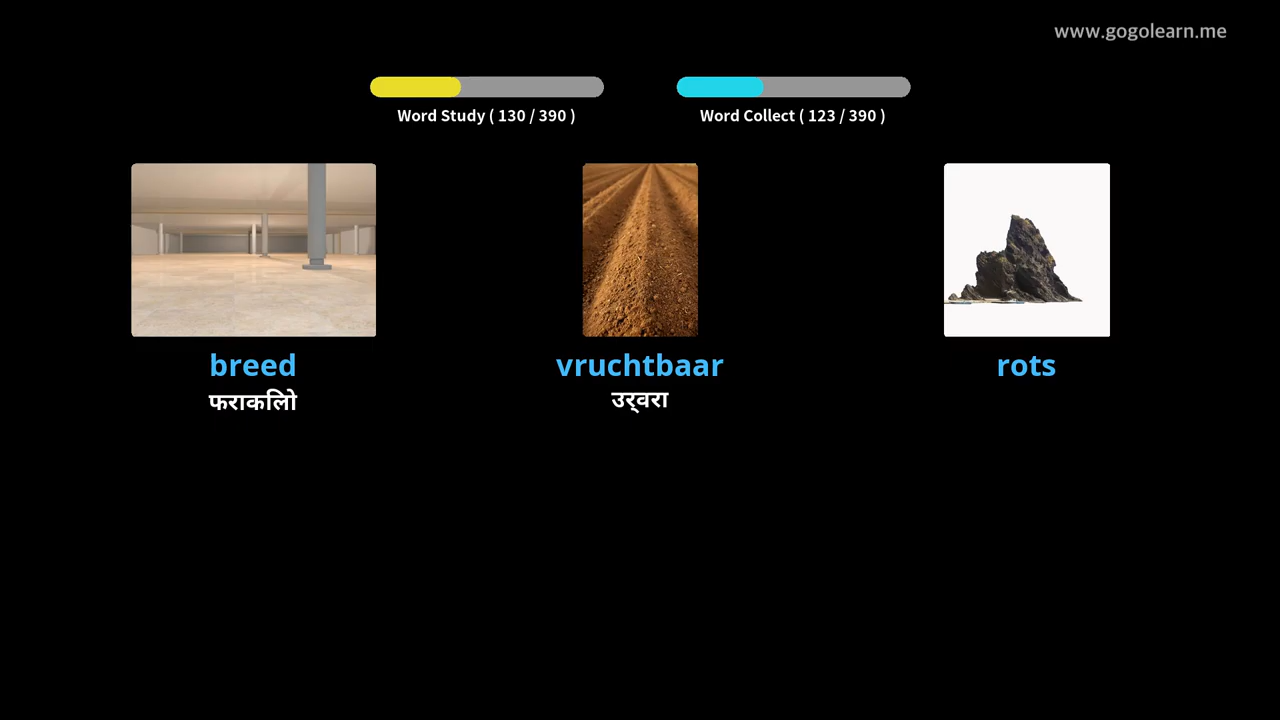 www.gogolearn.me
Word Study ( 130 / 390 )
Word Collect ( 123 / 390 )
breed
फराकिलो
vruchtbaar
उर्वरा
rots